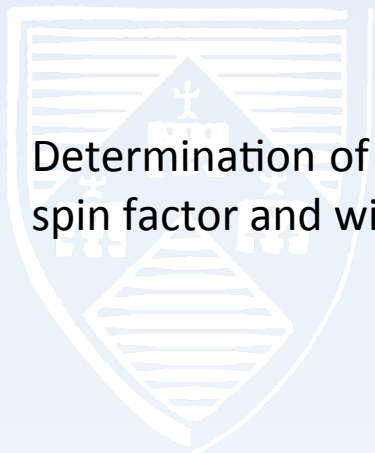 Determination of
spin factor and wi